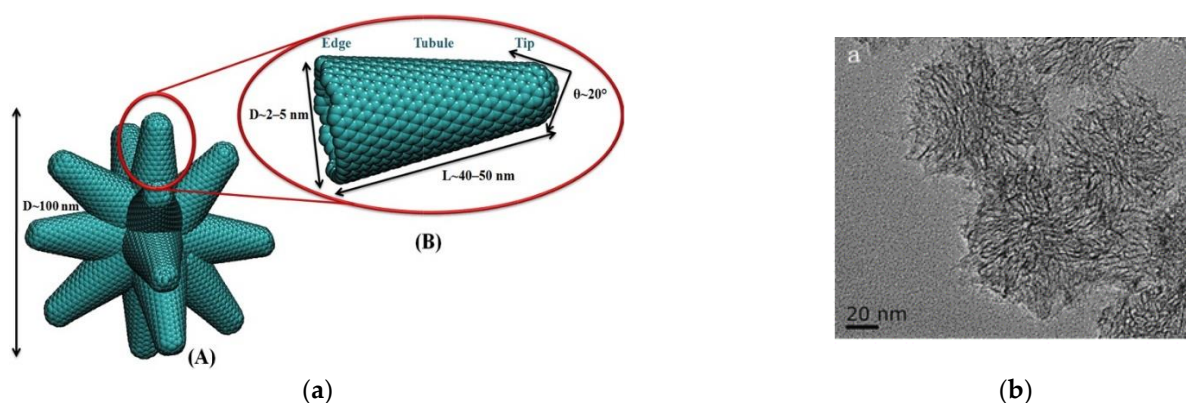 Edge Tubule Tip
D~2–5 nm
θ~20°
L~40–50 nm
D~100 nm
(B)
(A)
a
20 nm
(a) (b)